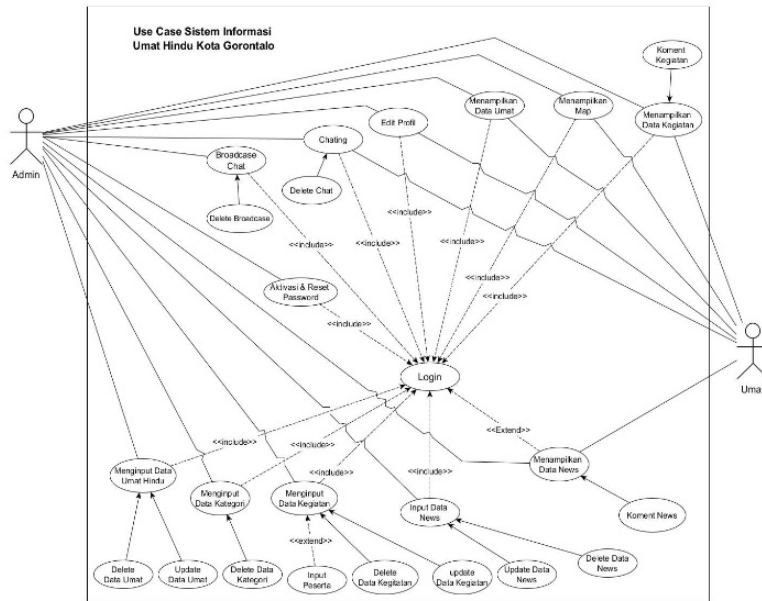 Use Case Sistem Informasi
Umat Hindu Kota Gorontalo
Koment
Kegiatan
Menampilkan
Data Umat
Menampilkan
Map
Menampilkan
Data Kegiatan
Edit Profil
Chating
Admin
Broadcase
Chat
Delete Chat
Delete Broadcase
<<include>>
<<include>>
<<include>>
<<include>>
<<include>>
Aktivasi & Reset
Password
<<include>>
<<include>>
Login
Uma
<<Extend>>
<<include>>
<<include>>
Menginput Data
Umat Hindu
<<include>>
<<include>>
Menampilkan
Data News
Menginput
Data Kategori
Menginput
Data Kegiatan
Input Data
News
Koment News
<<extend>>
Delete Data
News
Delete
Data Umat
Update
Data Umat
Delete Data
Kategori
Input
Peserta
Delete
Data Kegitatan
update
Data Kegiatan
Update Data
News